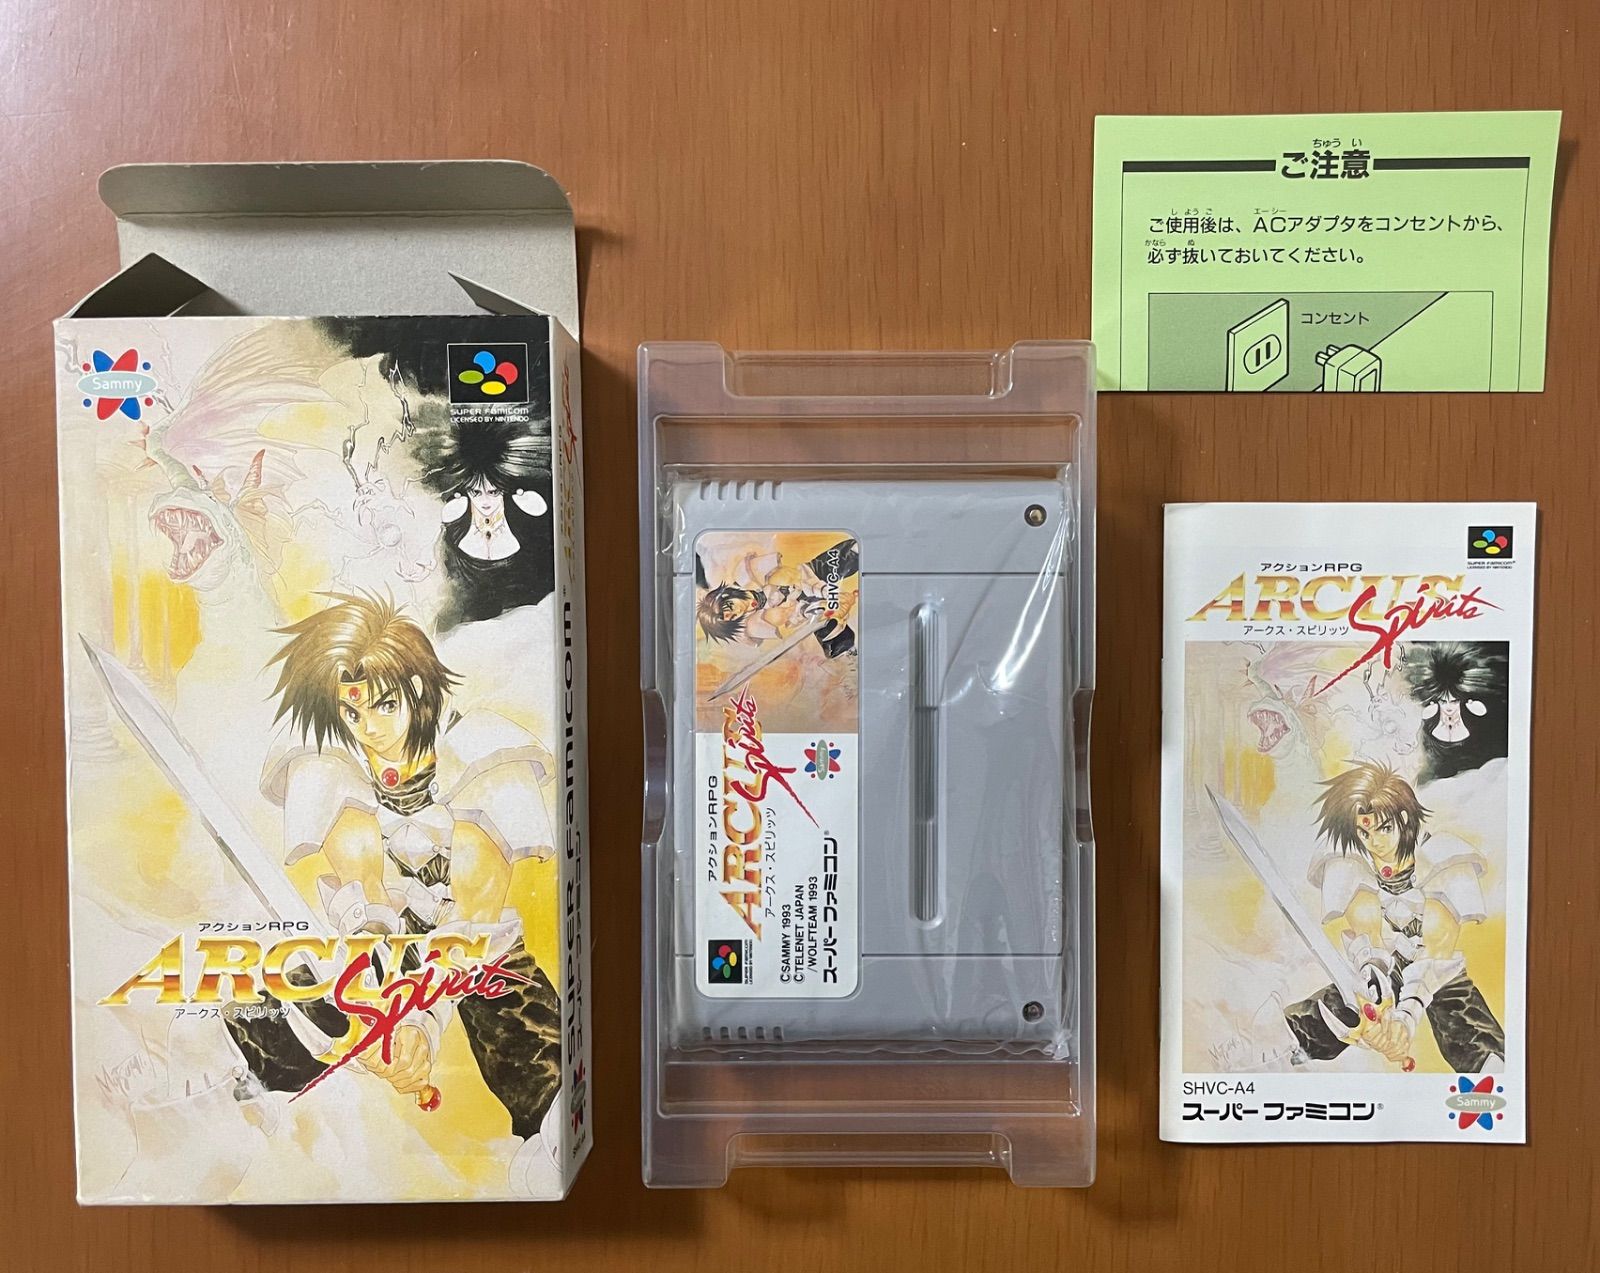 Sammy
SUPER FAMICOM
LICENSED BY NINTENDO
アクションRPG
ARCUS
Spirits
アークス・スピリッツ
SUPER FAMICOM
スーパーファミコン
SHVC-A4
アクションRPG
ARCUS
Spirits
アークス・スピリッツ
Sammy
©SAMMY 1993
©TELENET JAPAN
/WOLFTEAM 1993
スーパーファミコン®
SUPER FAMICOM
LICENSED BY NINTENDO
ちゅうい
ご注意
しようご エーシー
ご使用後は、ACアダプタをコンセントから、
かなら ぬ
必ず抜いておいてください。
コンセント
SUPER FAMICOM®
LICENSED BY NINTENDO
アクションRPG
ARCUS
Spirits
アークス・スピリッツ
SHVC-A4
スーパーファミコン®
Sammy